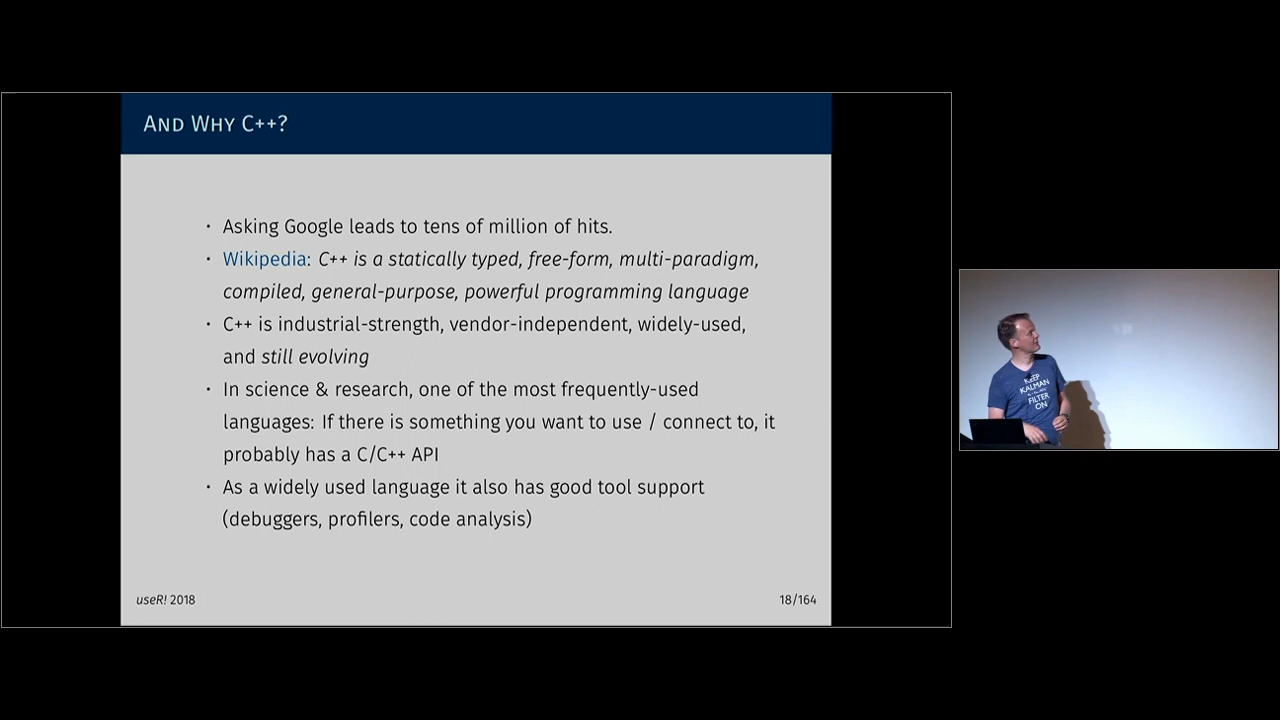 AND WHY C++?
· Asking Google leads to tens of million of hits.
· Wikipedia: C++ is a statically typed, free-form, multi-paradigm,
compiled, general-purpose, powerful programming language
· C++ is industrial-strength, vendor-independent, widely-used,
and still evolving
· In science & research, one of the most frequently-used
languages: If there is something you want to use / connect to, it
probably has a C/C++ API
· As a widely used language it also has good tool support
(debuggers, profilers, code analysis)
useR! 2018
18/164
KEEP
KALMAN
FILTER
ON